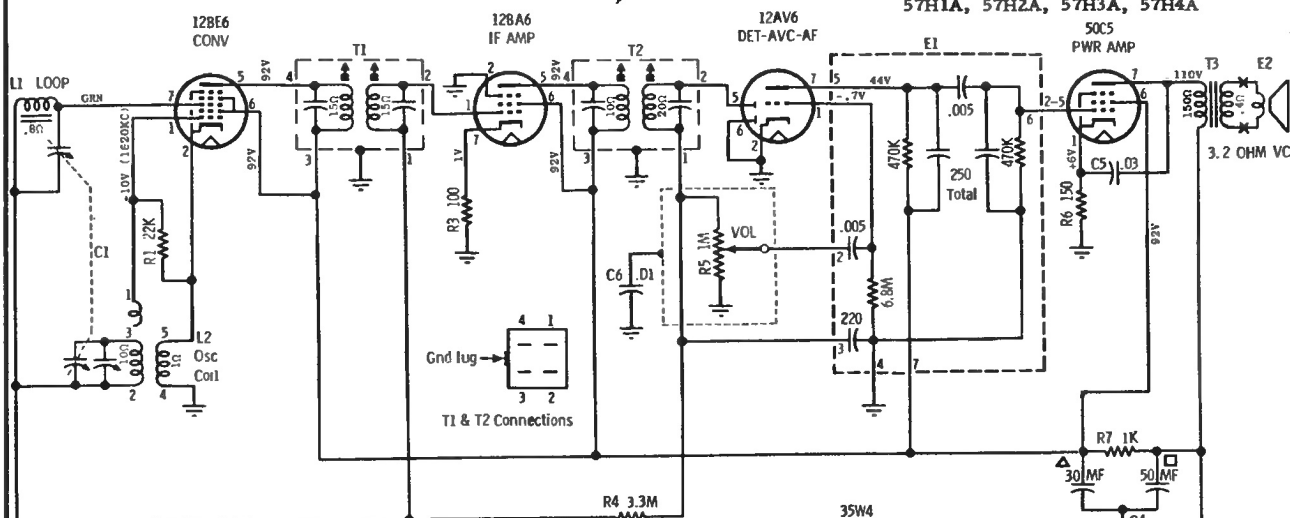 57H1A, 57H2A, 57H3A, 57H4A
12BE6
CONV
12BA6
IF AMP
12AV6
DET-AVC-AF
50C5
PWR AMP
T1
T2
E1
T3
E2
L1 LOOP
GRN
.8Ω
7
1
2
5
6
92V
92V
4
15Ω
15Ω
2
3
1
2
1
7
5
6
92V
92V
1V
4
10Ω
20Ω
2
3
1
5
6
2
7
1
5
44V
-.7V
.005
470K
470K
250
Total
6
2-5
7
6
1
+6V
110V
150Ω
.4Ω
3.2 OHM VC
C5 .03
R6 150
92V
-10V (1620KC)
R1 22K
C1
R3 100
C6 .01
R5 1M
VOL
.005
2
6.8M
220
3
4
7
1
3
10Ω
2
5
1Ω
4
L2
Osc
Coil
4 1
Gnd lug
3 2
T1 & T2 Connections
R7 1K
30 MF
50 MF
R4 3.3M
35W4